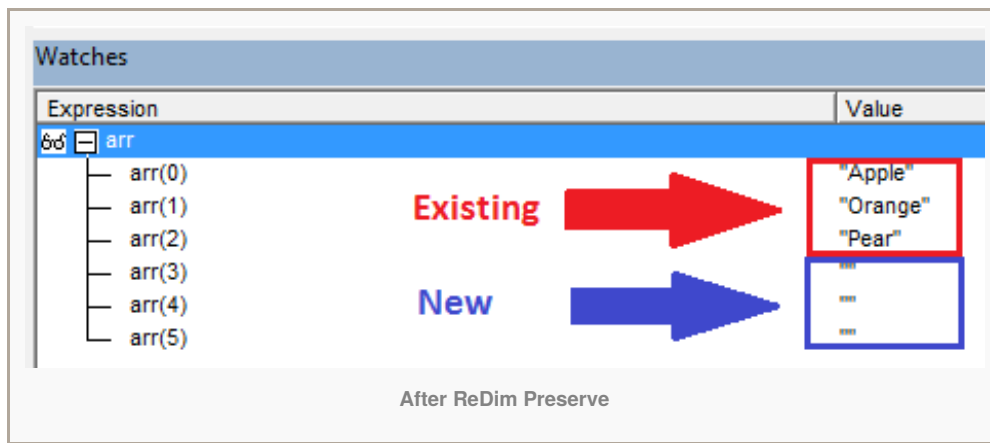 Watches
Expression Value
arr
arr(0) "Apple"
arr(1) Existing "Orange"
arr(2) "Pear"
arr(3) ""
arr(4) New ""
arr(5) ""
After ReDim Preserve